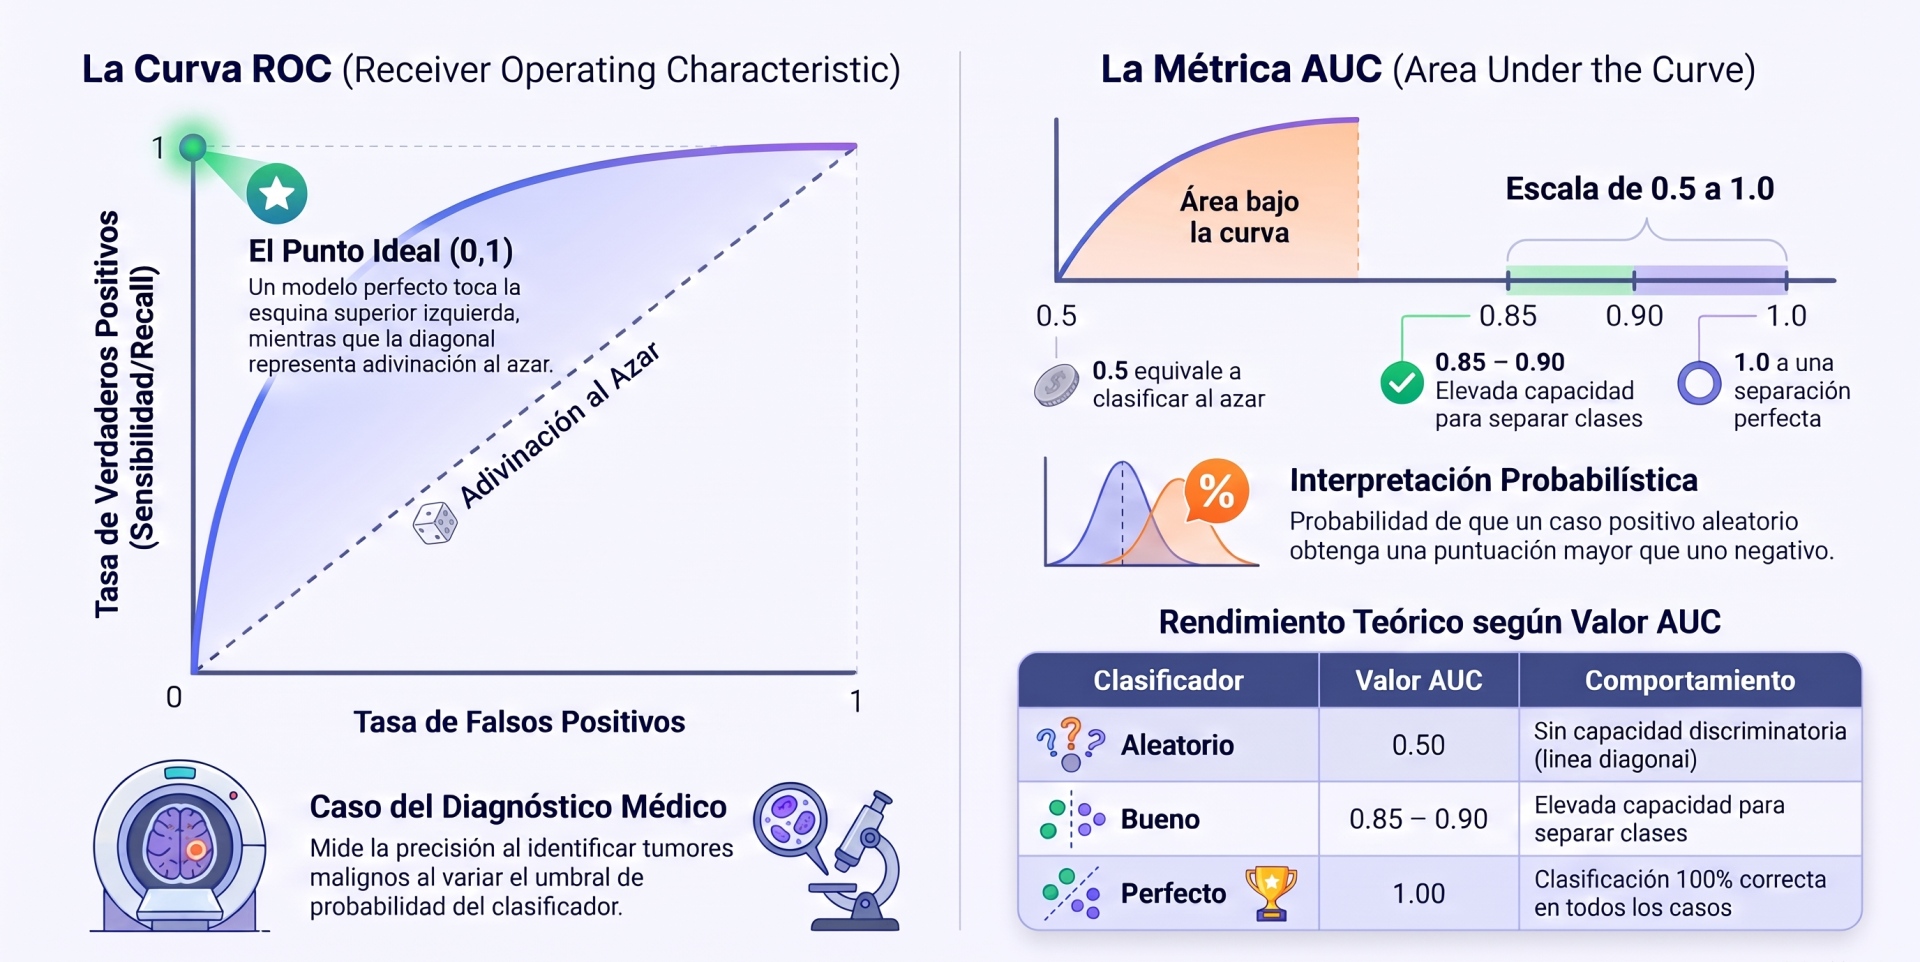 La Curva ROC (Receiver Operating Characteristic)
1
Tasa de Verdaderos Positivos
(Sensibilidad/Recall)
El Punto Ideal (0,1)
Un modelo perfecto toca la
esquina superior izquierda,
mientras que la diagonal
representa adivinación al azar.
Adivinación al Azar
0
1
Tasa de Falsos Positivos
Caso del Diagnóstico Médico
Mide la precisión al identificar tumores
malignos al variar el umbral de
probabilidad del clasificador.
La Métrica AUC (Area Under the Curve)
Área bajo
la curva
Escala de 0.5 a 1.0
0.5
0.85
0.90
1.0
0.5 equivale a
clasificar al azar
0.85 – 0.90
Elevada capacidad
para separar clases
1.0 a una
separación
perfecta
%
Interpretación Probabilística
Probabilidad de que un caso positivo aleatorio
obtenga una puntuación mayor que uno negativo.
Rendimiento Teórico según Valor AUC
Clasificador
Valor AUC
Comportamiento
???
Aleatorio
0.50
Sin capacidad discriminatoria
(linea diagonai)
Bueno
0.85 – 0.90
Elevada capacidad para
separar clases
Perfecto
1.00
Clasificación 100% correcta
en todos los casos